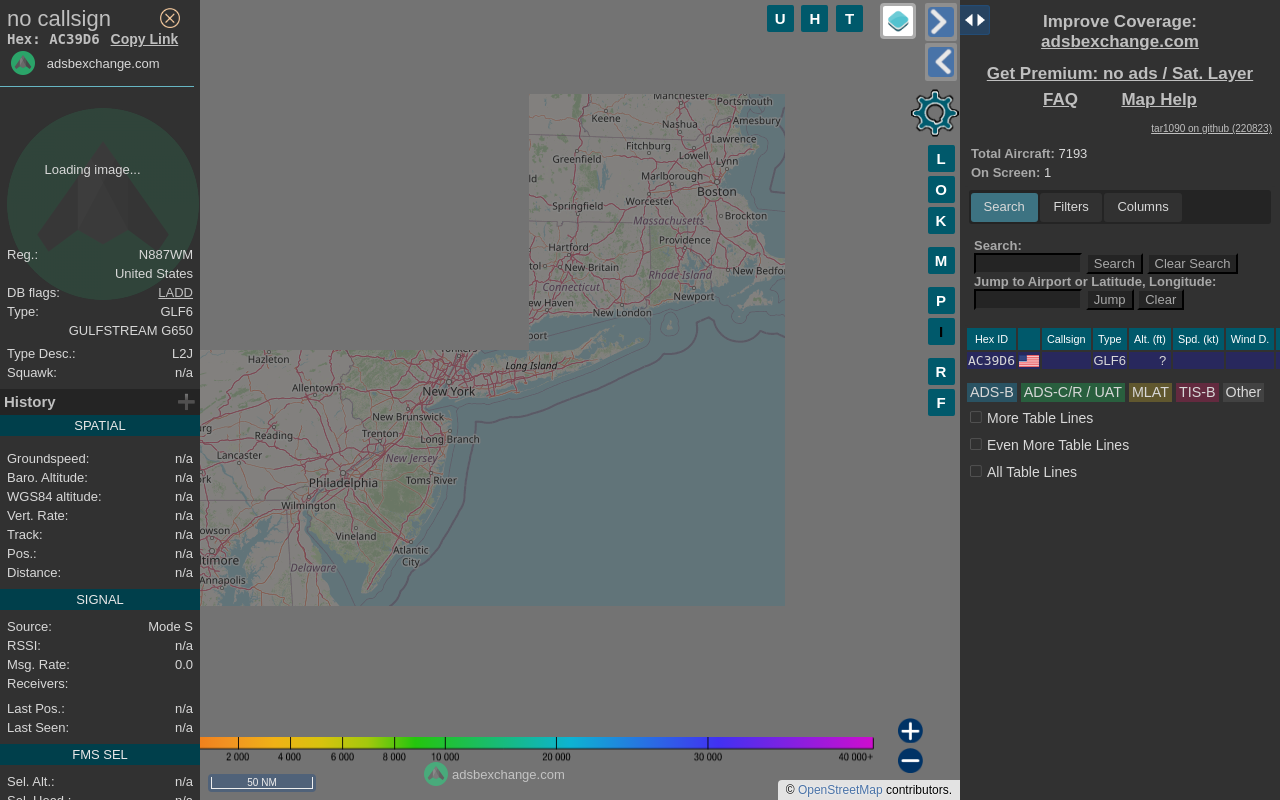 no callsign
Hex: AC39D6 Copy Link
adsbexchange.com
Loading image...
Reg.: N887WM
United States
DB flags: LADD
Type: GLF6
GULFSTREAM G650
Type Desc.: L2J
Squawk: n/a
History
SPATIAL
Groundspeed: n/a
Baro. Altitude: n/a
WGS84 altitude: n/a
Vert. Rate: n/a
Track: n/a
Pos.: n/a
Distance: n/a
SIGNAL
Source: Mode S
RSSI: n/a
Msg. Rate: 0.0
Receivers:
Last Pos.: n/a
Last Seen: n/a
FMS SEL
Sel. Alt.: n/a
Sel. Head.: n/a
U H T
L
O
K
M
P
I
R
F
Manchester
Portsmouth
Keene
Nashua
Amesbury
Fitchburg
Lawrence
Greenfield
Lowell
Lynn
Marlborough
Boston
Springfield
Worcester
Massachusetts
Brockton
Providence
Hartford
New Britain
Rhode Island
New Bedfo
Connecticut
Newport
ew Haven
New London
port
Hazleton
Long Island
Allentown
New York
New Brunswick
Reading
Trenton
Long Branch
Lancaster
New Jersey
Philadelphia
Toms River
Wilmington
Vineland
Atlantic
City
ltimore
Annapolis
Delaware
2 000 4 000 6 000 8 000 10 000 20 000 30 000 40 000+
adsbexchange.com
50 NM
© OpenStreetMap contributors.
Improve Coverage:
adsbexchange.com
Get Premium: no ads / Sat. Layer
FAQ Map Help
tar1090 on github (220823)
Total Aircraft: 7193
On Screen: 1
Search Filters Columns
Search:
Search Clear Search
Jump to Airport or Latitude, Longitude:
Jump Clear
Hex ID Callsign Type Alt. (ft) Spd. (kt) Wind D.
AC39D6 GLF6 ?
ADS-B ADS-C/R / UAT MLAT TIS-B Other
More Table Lines
Even More Table Lines
All Table Lines